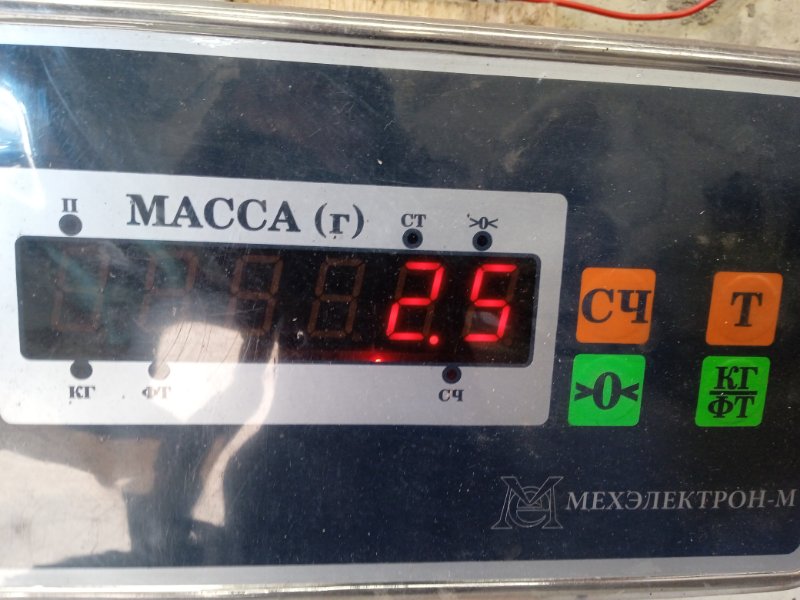 П МАССА (г) СТ >0<
2.5
КГ ФТ СЧ
СЧ Т
>0< КГ/ФТ
МЕХЭЛЕКТРОН-М